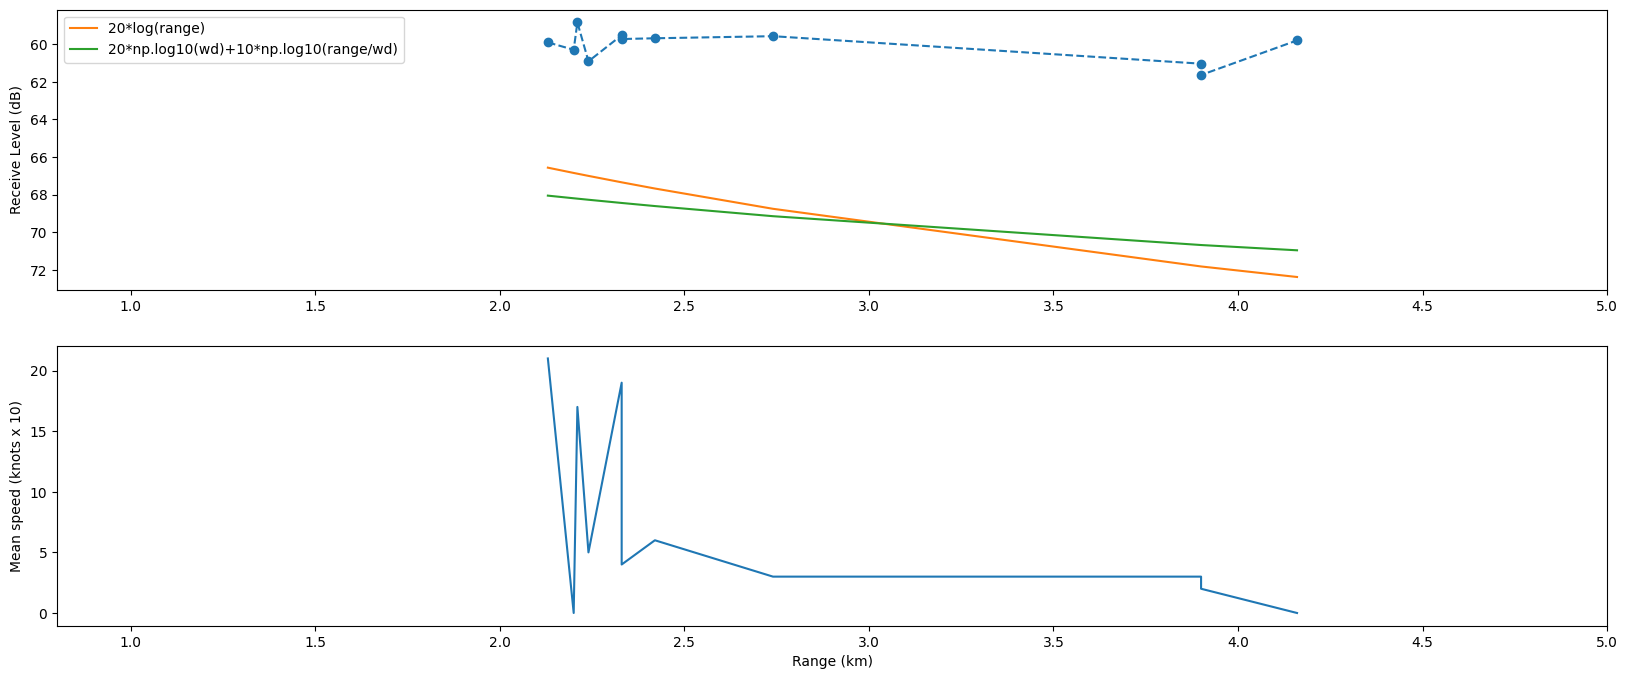 20*log(range)
20*np.log10(wd)+10*np.log10(range/wd)
Receive Level (dB)
60
62
64
66
68
70
72
1.0 1.5 2.0 2.5 3.0 3.5 4.0 4.5 5.0
Mean speed (knots x 10)
20
15
10
5
0
1.0 1.5 2.0 2.5 3.0 3.5 4.0 4.5 5.0
Range (km)